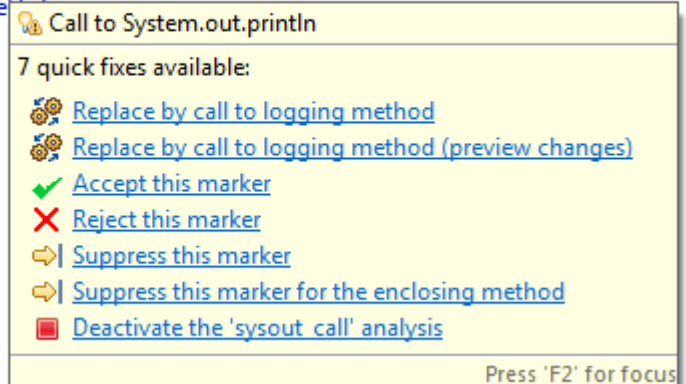 Call to System.out.println
7 quick fixes available:
Replace by call to logging method
Replace by call to logging method (preview changes)
Accept this marker
Reject this marker
Suppress this marker
Suppress this marker for the enclosing method
Deactivate the 'sysout_call' analysis
Press 'F2' for focus